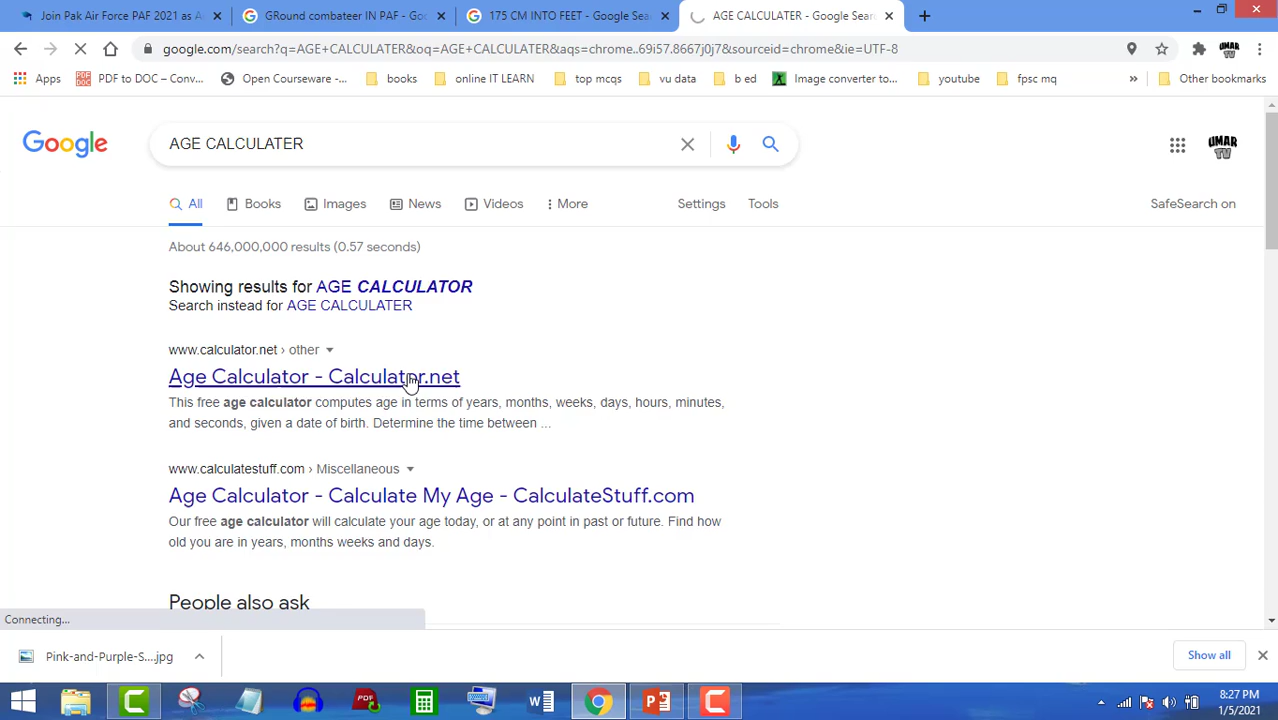 Join Pak Air Force PAF 2021 as A
GRound combateer IN PAF - Goo
175 CM INTO FEET - Google Sear
AGE CALCULATER - Google Sear
google.com/search?q=AGE+CALCULATER&oq=AGE+CALCULATER&aqs=chrome..69i57.8667j0j7&sourceid=chrome&ie=UTF-8
Apps
PDF to DOC – Conv...
Open Courseware -...
books
online IT LEARN
top mcqs
vu data
b ed
Image converter to...
youtube
fpsc mq
»
Other bookmarks
Google
AGE CALCULATER
UMAR TV
All
Books
Images
News
Videos
More
Settings
Tools
SafeSearch on
About 646,000,000 results (0.57 seconds)
Showing results for AGE CALCULATOR
Search instead for AGE CALCULATER
www.calculator.net › other
Age Calculator - Calculator.net
This free age calculator computes age in terms of years, months, weeks, days, hours, minutes,
and seconds, given a date of birth. Determine the time between ...
www.calculatestuff.com › Miscellaneous
Age Calculator - Calculate My Age - CalculateStuff.com
Our free age calculator will calculate your age today, or at any point in past or future. Find how
old you are in years, months weeks and days.
People also ask
Connecting...
Pink-and-Purple-S....jpg
Show all
8:27 PM
1/5/2021